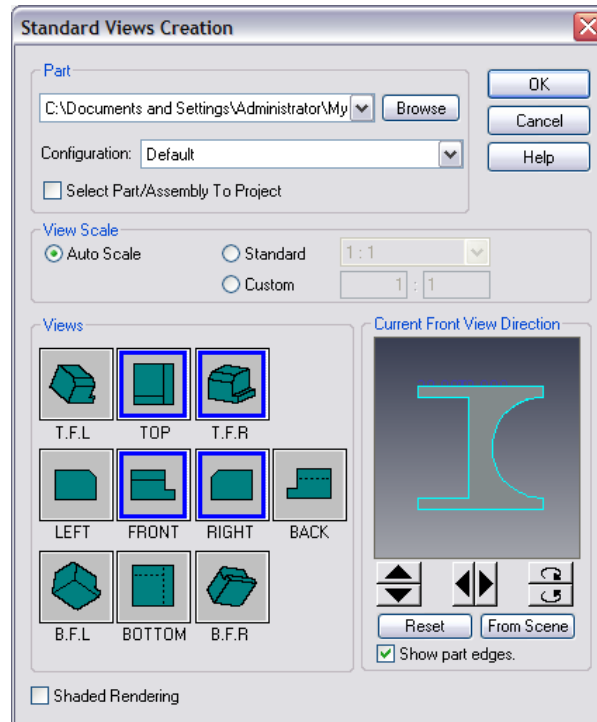 Standard Views Creation
Part
C:\Documents and Settings\Administrator\My
Browse
OK
Cancel
Help
Configuration: Default
Select Part/Assembly To Project
View Scale
Auto Scale
Standard
1 : 1
Custom
1 : 1
Views
T.F.L
TOP
T.F.R
LEFT
FRONT
RIGHT
BACK
B.F.L
BOTTOM
B.F.R
Current Front View Direction
Reset
From Scene
Show part edges.
Shaded Rendering